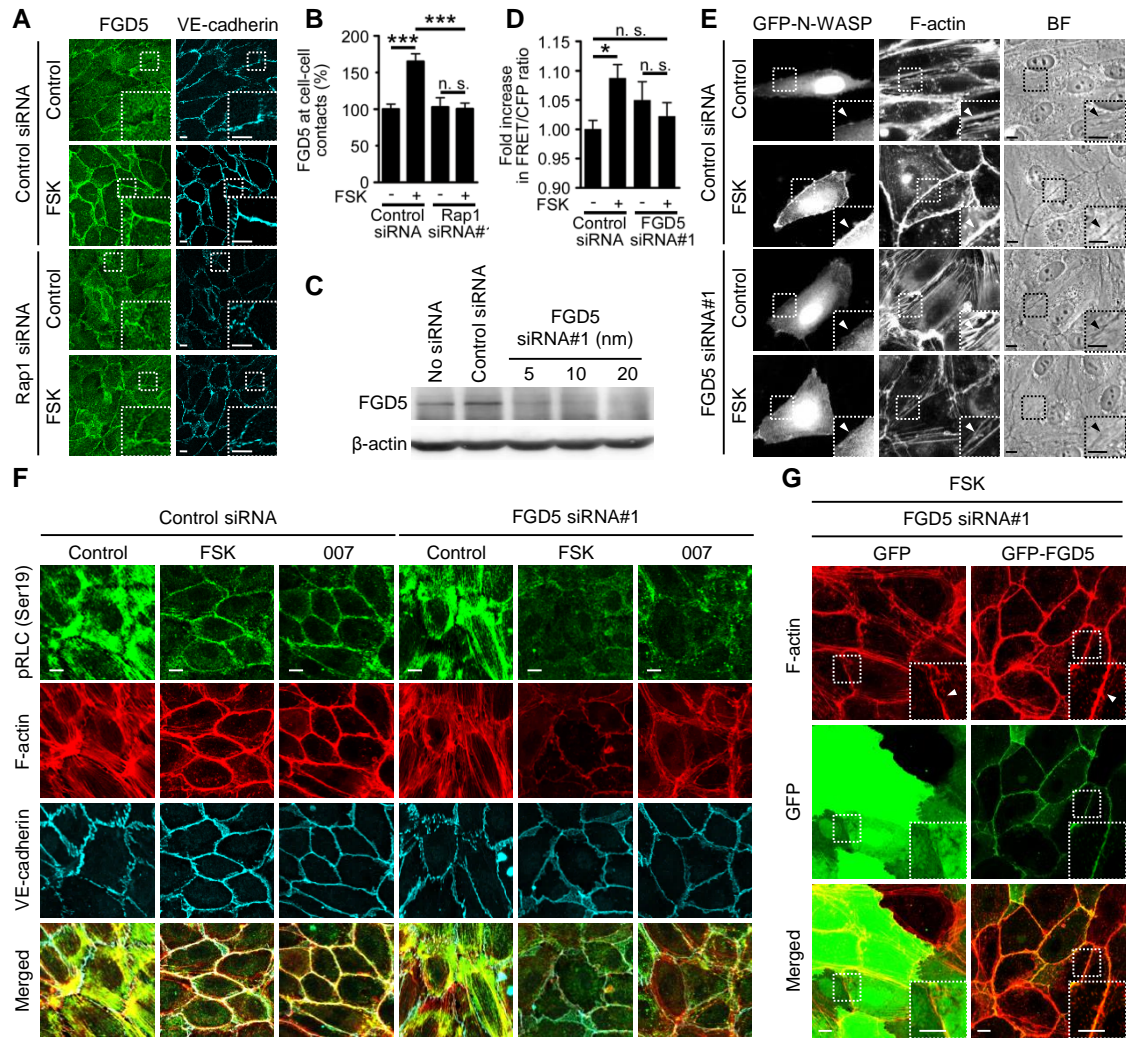 A
FGD5
VE-cadherin
Control siRNA
Control
FSK
Rap1 siRNA
Control
FSK
B
***
***
n. s.
FGD5 at cell-cell
contacts (%)
200
150
100
50
0
FSK
-
+
-
+
Control
siRNA
Rap1
C
No siRNA
Control siRNA
FGD5
siRNA#1 (nm)
5
10
20
FGD5
β-actin
D
n. s.
*
n. s.
Fold increase
in FRET/CFP ratio
1.15
1.10
1.05
1.00
0.95
0.90
FSK
-
+
-
+
Control
siRNA
FGD5
siRNA#1
E
GFP-N-WASP
F-actin
BF
Control siRNA
Control
FSK
FGD5 siRNA#1
Control
FSK
F
Control siRNA
FGD5 siRNA#1
Control
FSK
007
Control
FSK
007
pRLC (Ser19)
F-actin
VE-cadherin
Merged
G
FSK
FGD5 siRNA#1
GFP
GFP-FGD5
F-actin
GFP
Merged